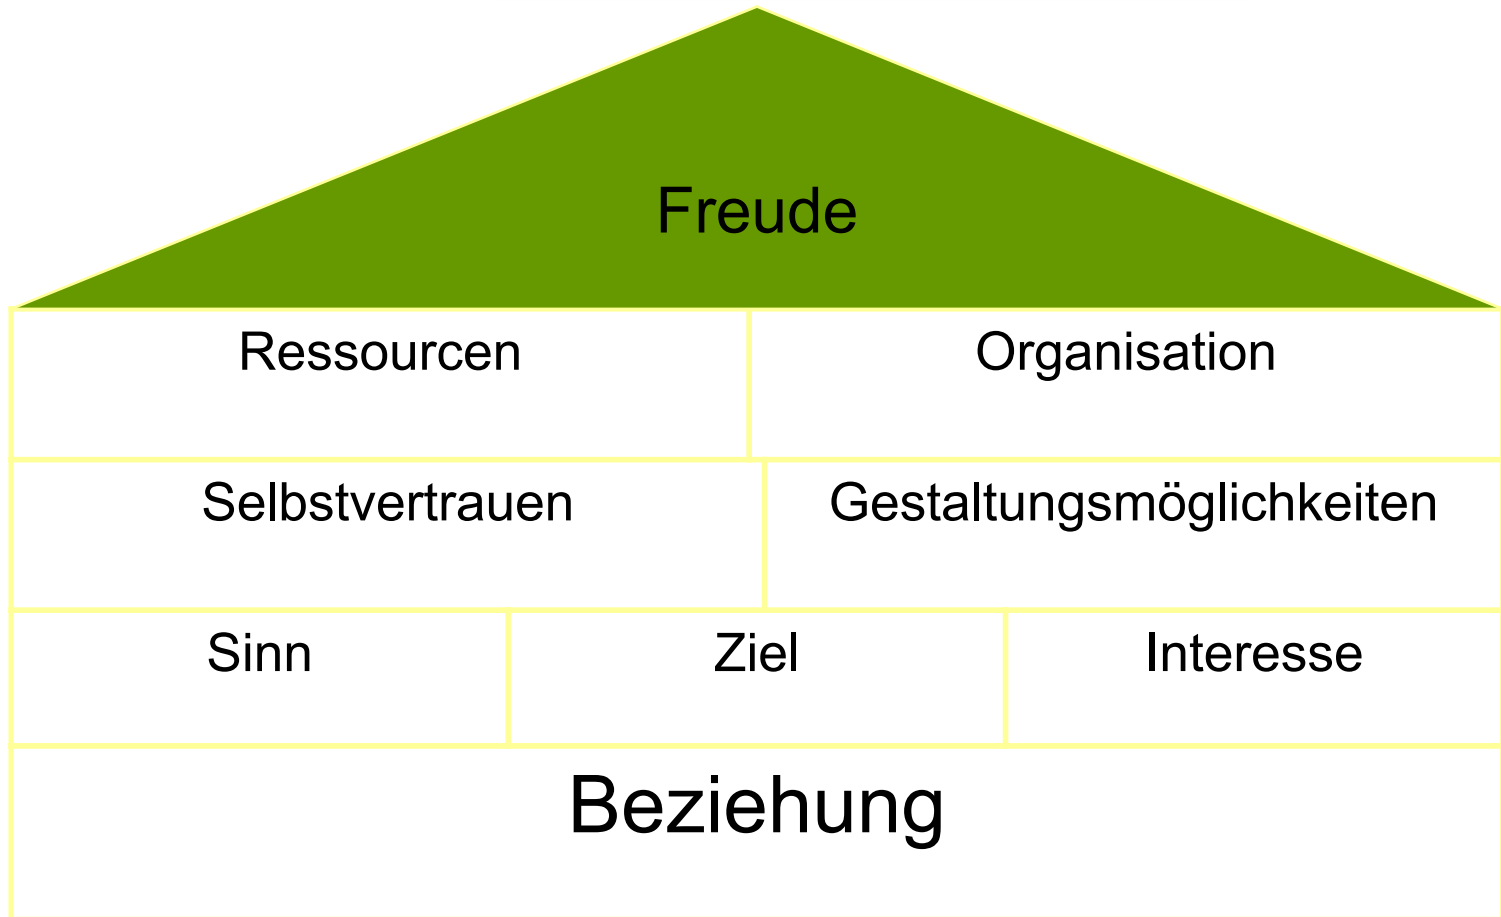 Freude
Ressourcen Organisation
Selbstvertrauen Gestaltungsmöglichkeiten
Sinn Ziel Interesse
Beziehung